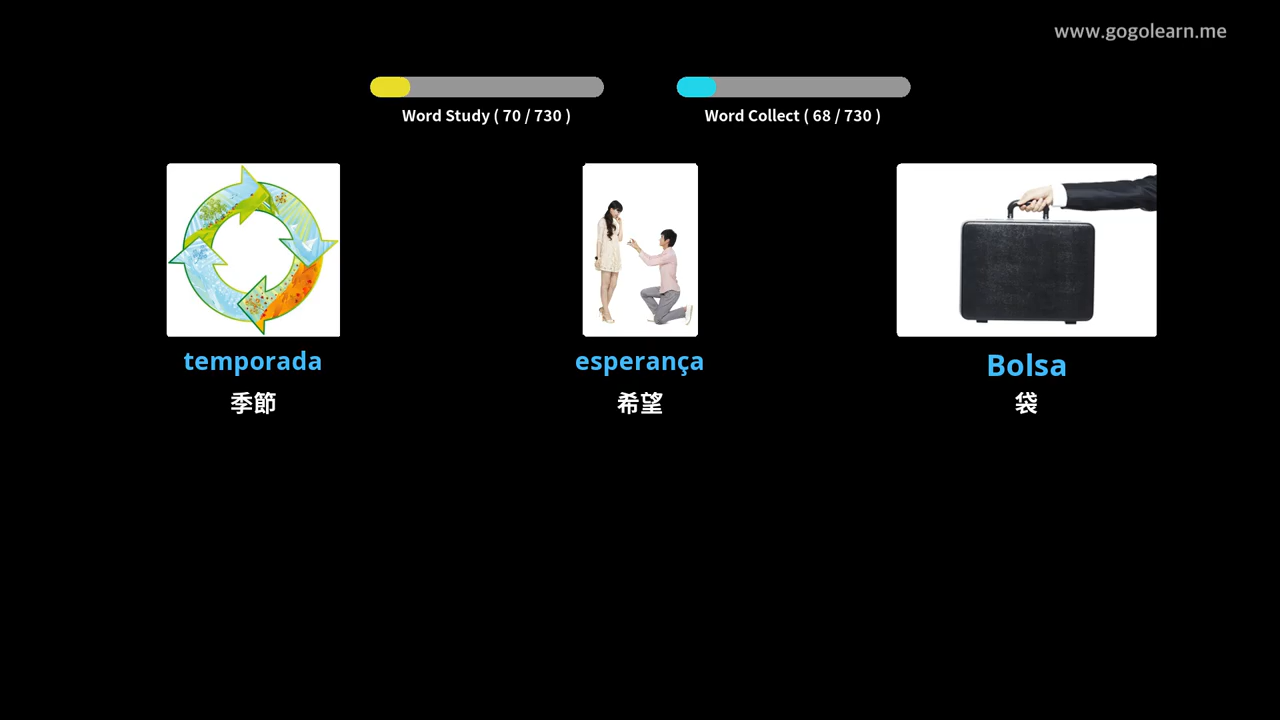 www.gogolearn.me
Word Study ( 70 / 730 )
Word Collect ( 68 / 730 )
temporada
季節
esperança
希望
Bolsa
袋